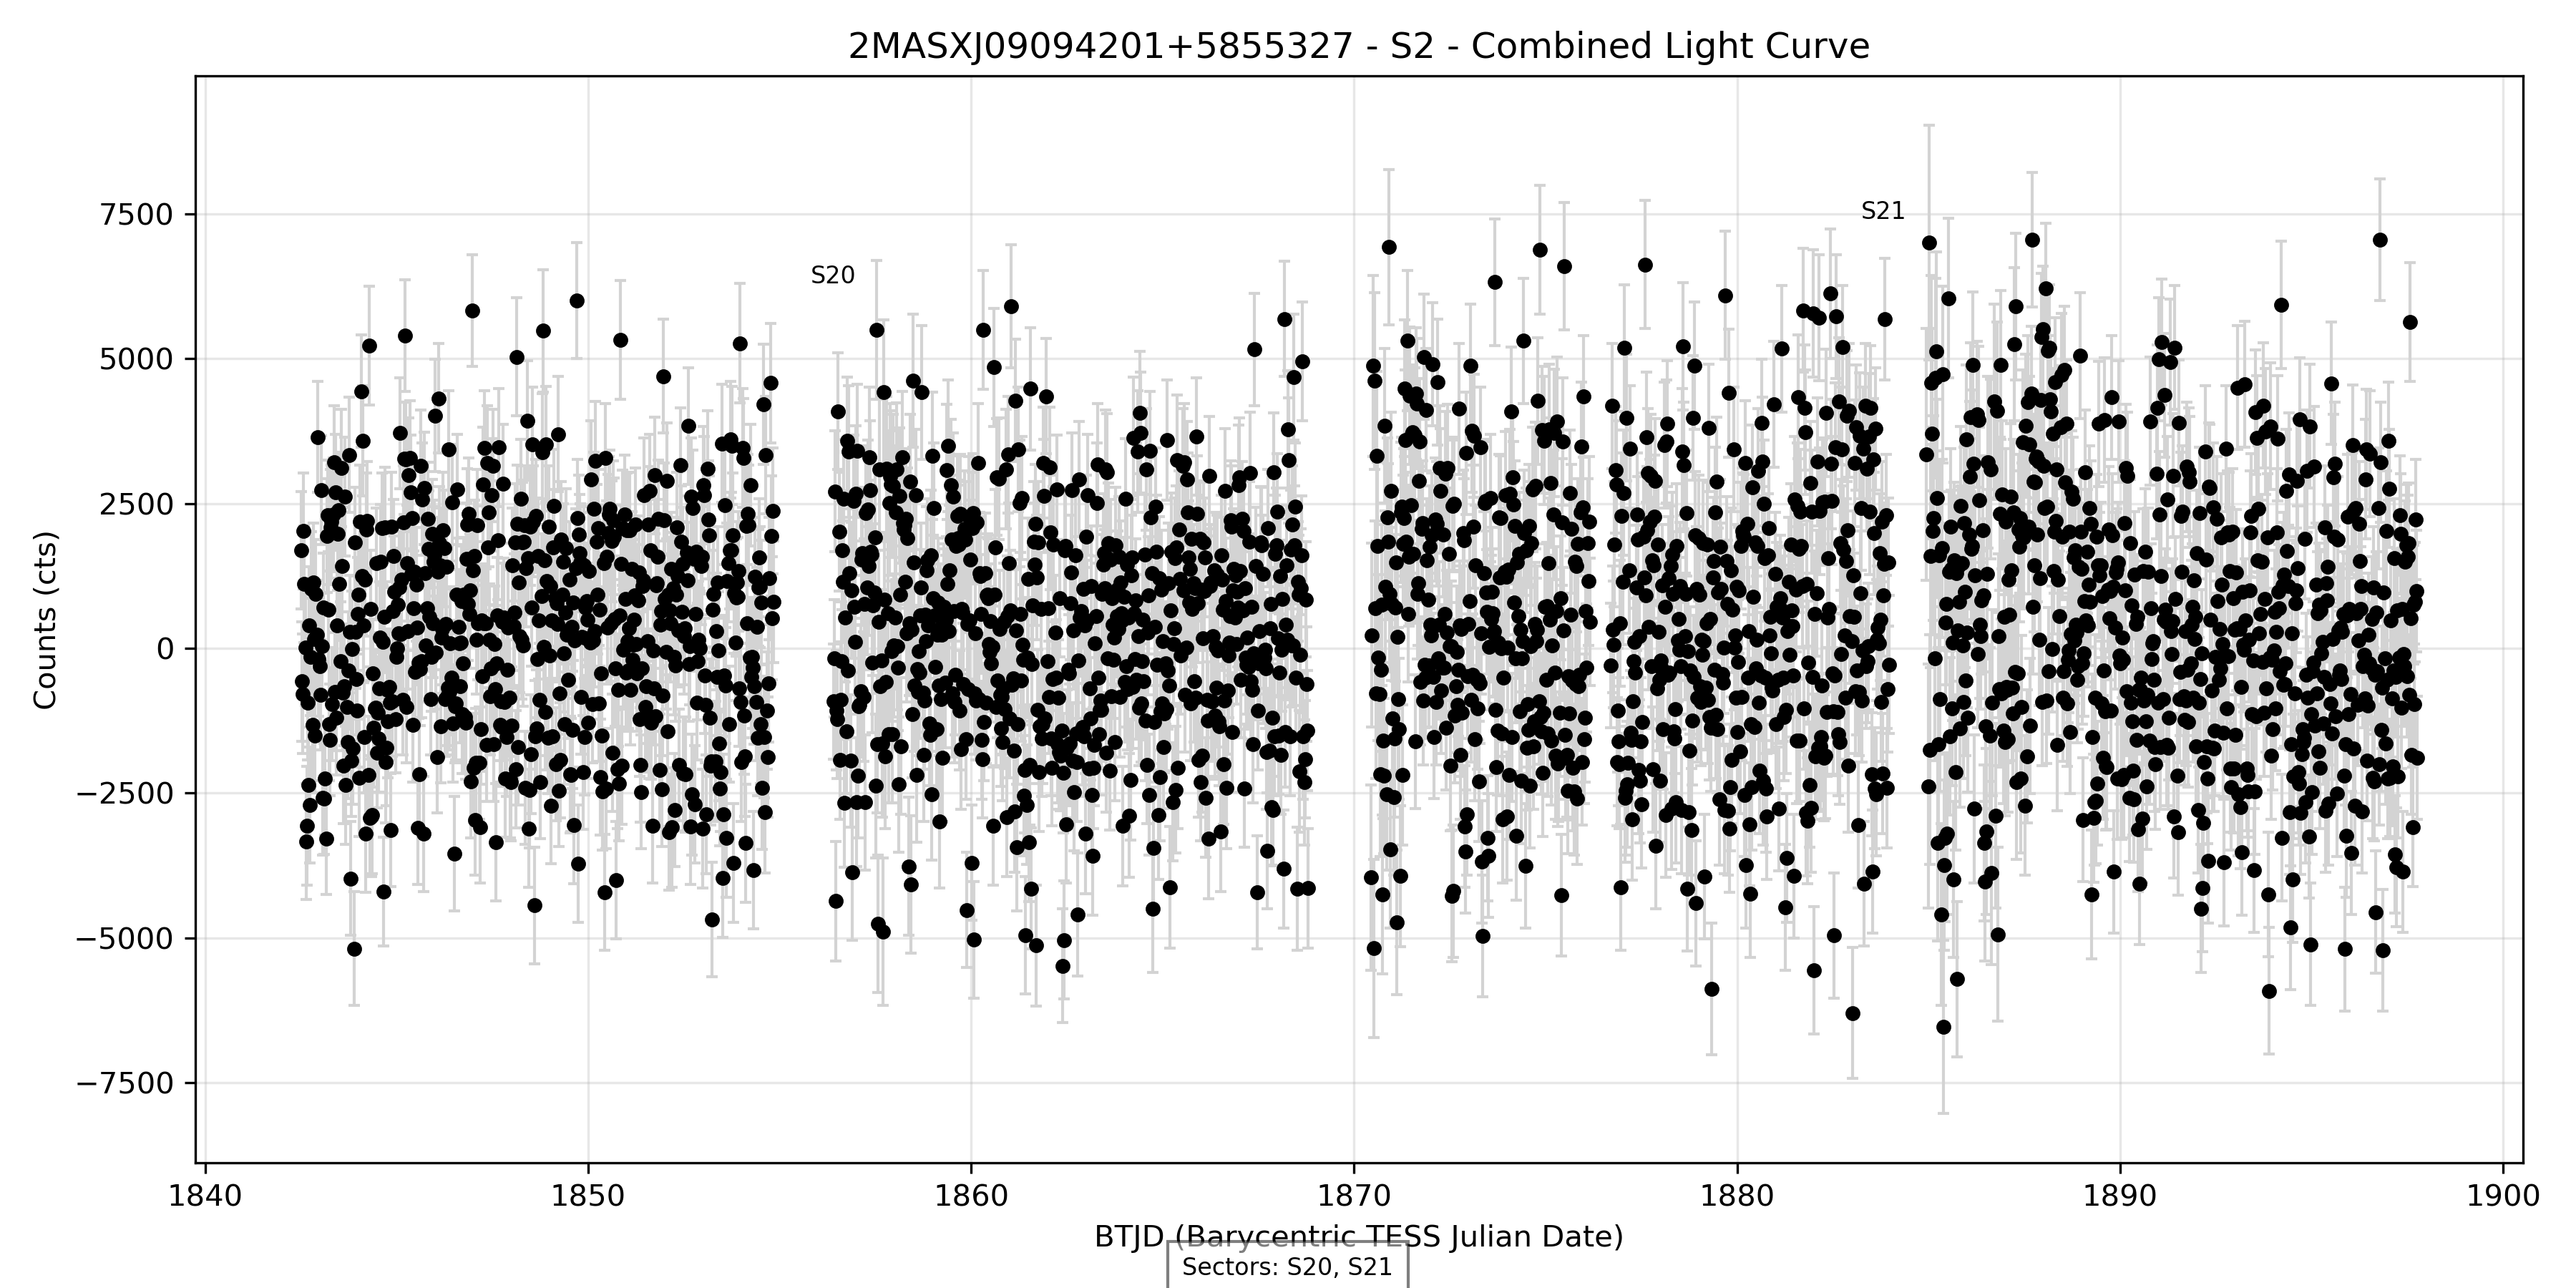 2MASXJ09094201+5855327 - S2 - Combined Light Curve
Counts (cts)
7500
5000
2500
0
−2500
−5000
−7500
S20
S21
1840 1850 1860 1870 1880 1890 1900
BTJD (Barycentric TESS Julian Date)
Sectors: S20, S21